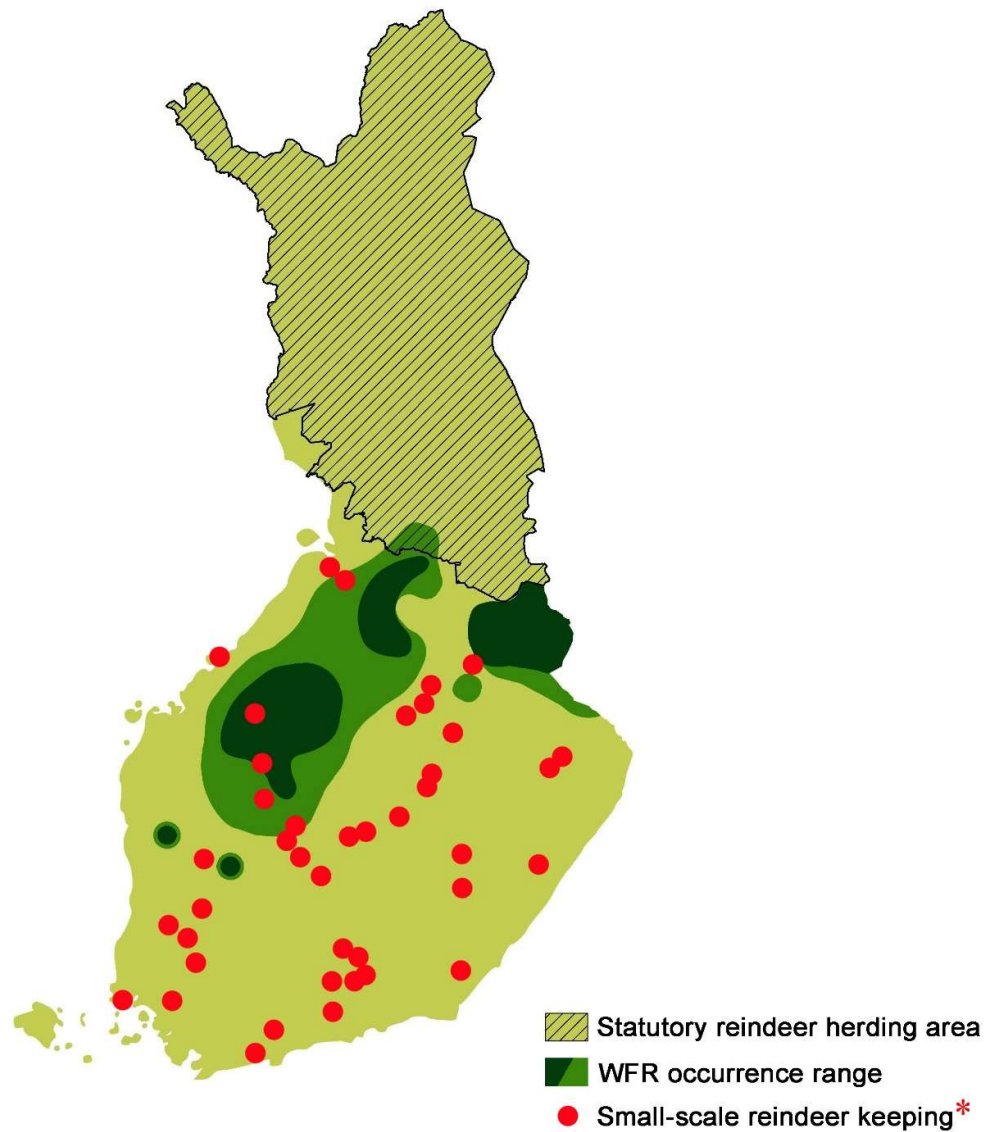 Statutory reindeer herding area
WFR occurrence range
Small-scale reindeer keeping*